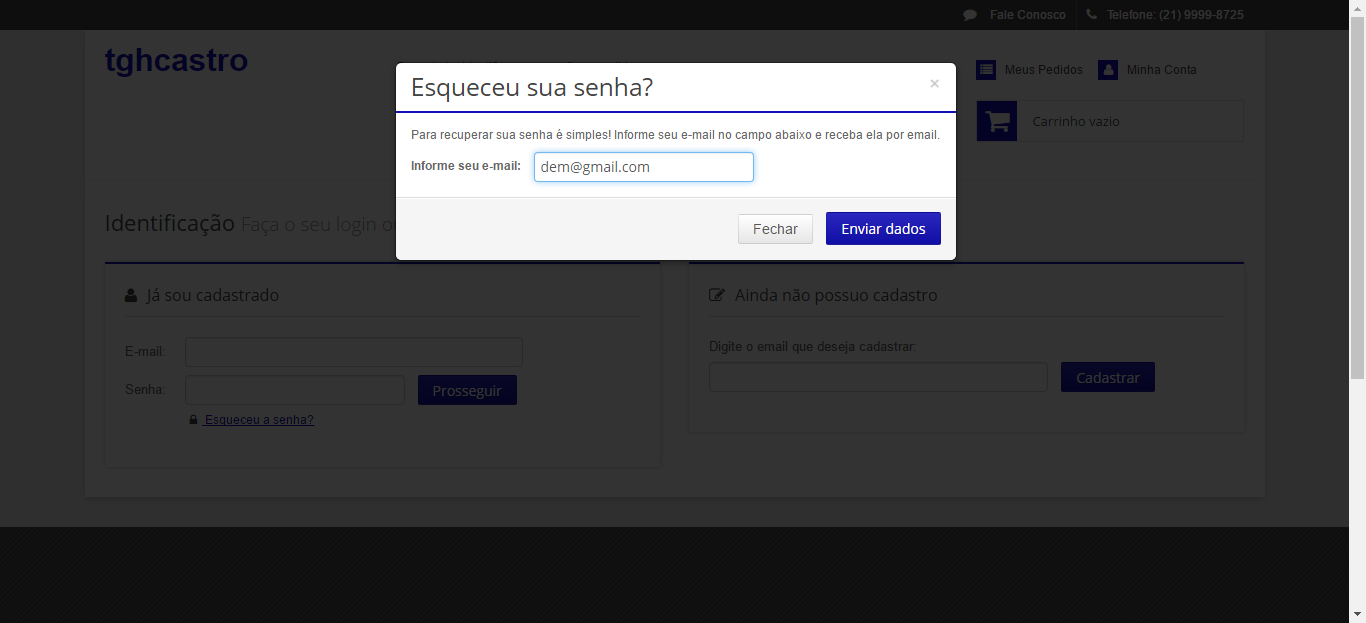 Fale Conosco
Telefone: (21) 9999-8725
tghcastro
Meus Pedidos
Minha Conta
Carrinho vazio
Esqueceu sua senha?
×
Para recuperar sua senha é simples! Informe seu e-mail no campo abaixo e receba ela por email.
Informe seu e-mail:
dem@gmail.com
Fechar
Enviar dados
Identificação Faça o seu login
Já sou cadastrado
E-mail:
Senha:
Prosseguir
Esqueceu a senha?
Ainda não possuo cadastro
Digite o email que deseja cadastrar:
Cadastrar